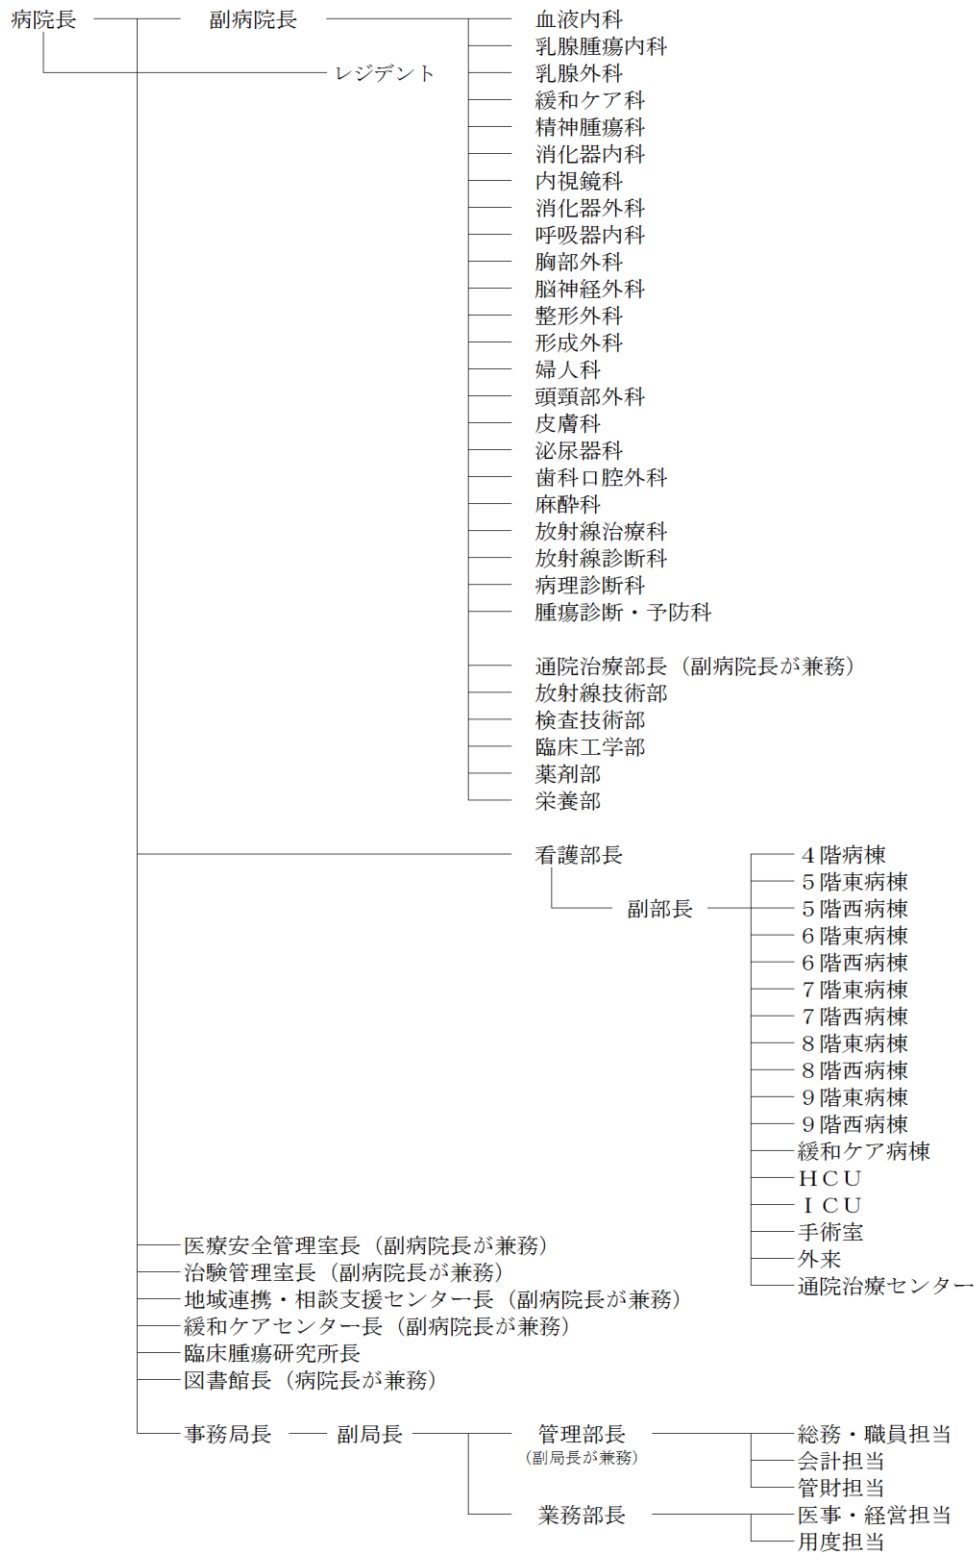 病院長 副病院長 血液内科
乳腺腫瘍内科
レジデント 乳腺外科
緩和ケア科
精神腫瘍科
消化器内科
内視鏡科
消化器外科
呼吸器内科
胸部外科
脳神経外科
整形外科
形成外科
婦人科
頭頸部外科
皮膚科
泌尿器科
歯科口腔外科
麻酔科
放射線治療科
放射線診断科
病理診断科
腫瘍診断・予防科
通院治療部長（副病院長が兼務）
放射線技術部
検査技術部
臨床工学部
薬剤部
栄養部
看護部長 ４階病棟
５階東病棟
副部長 ５階西病棟
６階東病棟
６階西病棟
７階東病棟
７階西病棟
８階東病棟
８階西病棟
９階東病棟
９階西病棟
緩和ケア病棟
ＨＣＵ
ＩＣＵ
手術室
医療安全管理室長（副病院長が兼務） 外来
治験管理室長（副病院長が兼務） 通院治療センター
地域連携・相談支援センター長（副病院長が兼務）
緩和ケアセンター長（副病院長が兼務）
臨床腫瘍研究所長
図書館長（病院長が兼務）
事務局長 副局長 管理部長 総務・職員担当
（副局長が兼務） 会計担当
管財担当
業務部長 医事・経営担当
用度担当